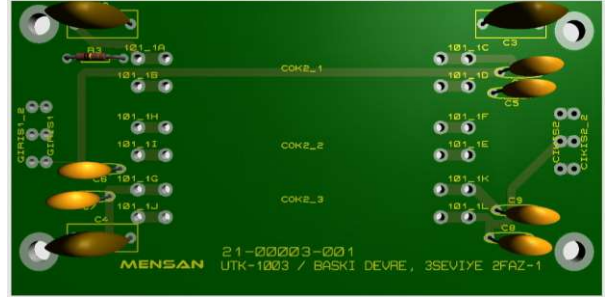 C3
R3
101_1A
101_1C
COK2_1
101_1B
101_1D
C5
GIRIS1_2
GIRIS1
101_1H
101_1F
CIKIS2
CIKIS2_2
COK2_2
101_1I
101_1E
C6
101_1G
101_1K
C7
COK2_3
C9
101_1J
101_1L
C4
C8
21-00003-001
MENSAN UTK-1003 / BASKI DEVRE, 3SEVIYE 2FAZ-1